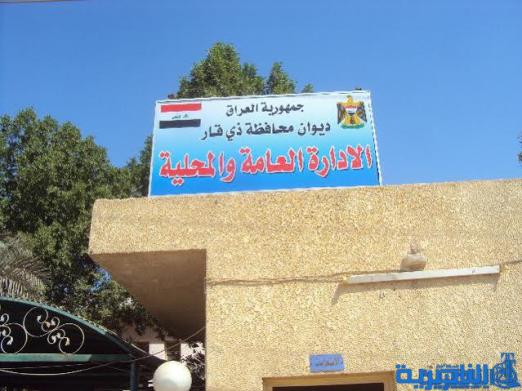 جمهورية العراق
ديوان محافظة ذي قار
الادارة العامة والمحلية
الناصرية